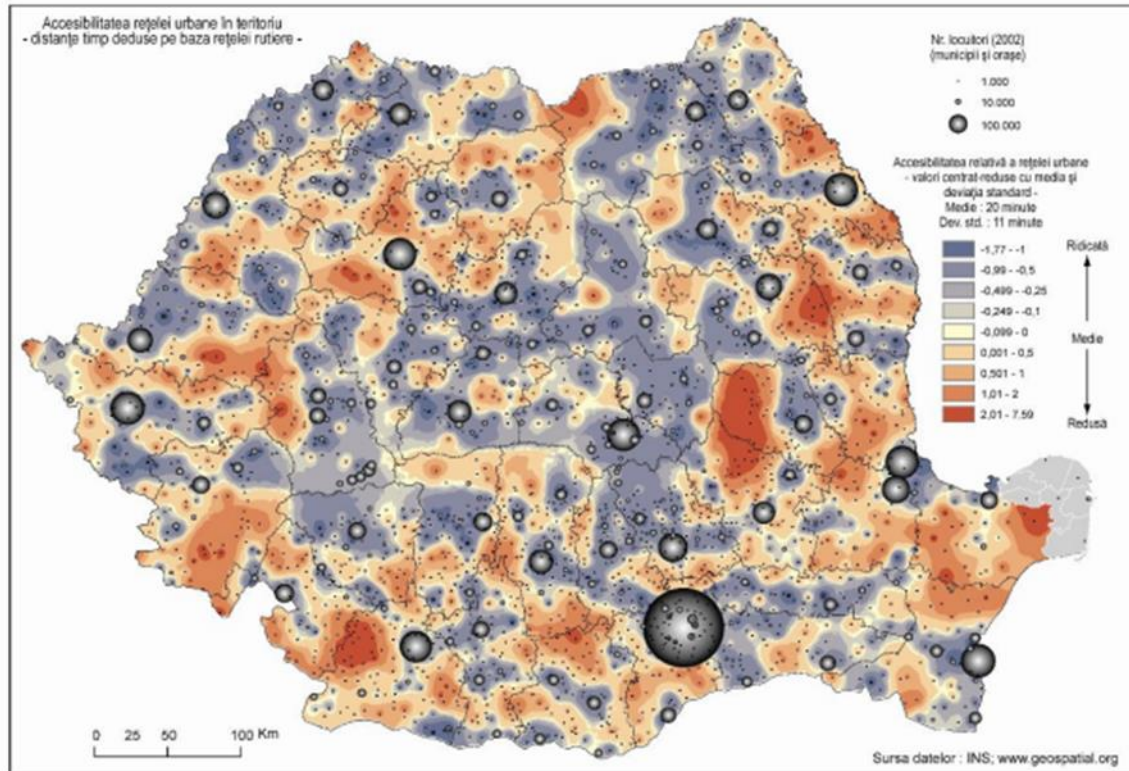 Accesibilitatea rețelei urbane în teritoriu
- distanțe timp deduse pe baza rețelei rutiere -
Nr. locuitori (2002)
(municipii și orașe)
1.000
10.000
100.000
Accesibilitatea relativă a rețelei urbane
- valori centrat-reduse cu media și
deviația standard -
Medie : 20 minute
Dev. std. : 11 minute
-1,77 - -1
-0,99 - -0,5
-0,499 - -0,25
-0,249 - -0,1
-0,099 - 0
0,001 - 0,5
0,501 - 1
1,01 - 2
2,01 - 7,59
Ridicată
Medie
Redusă
0 25 50 100 Km
Sursa datelor : INS; www.geospatial.org